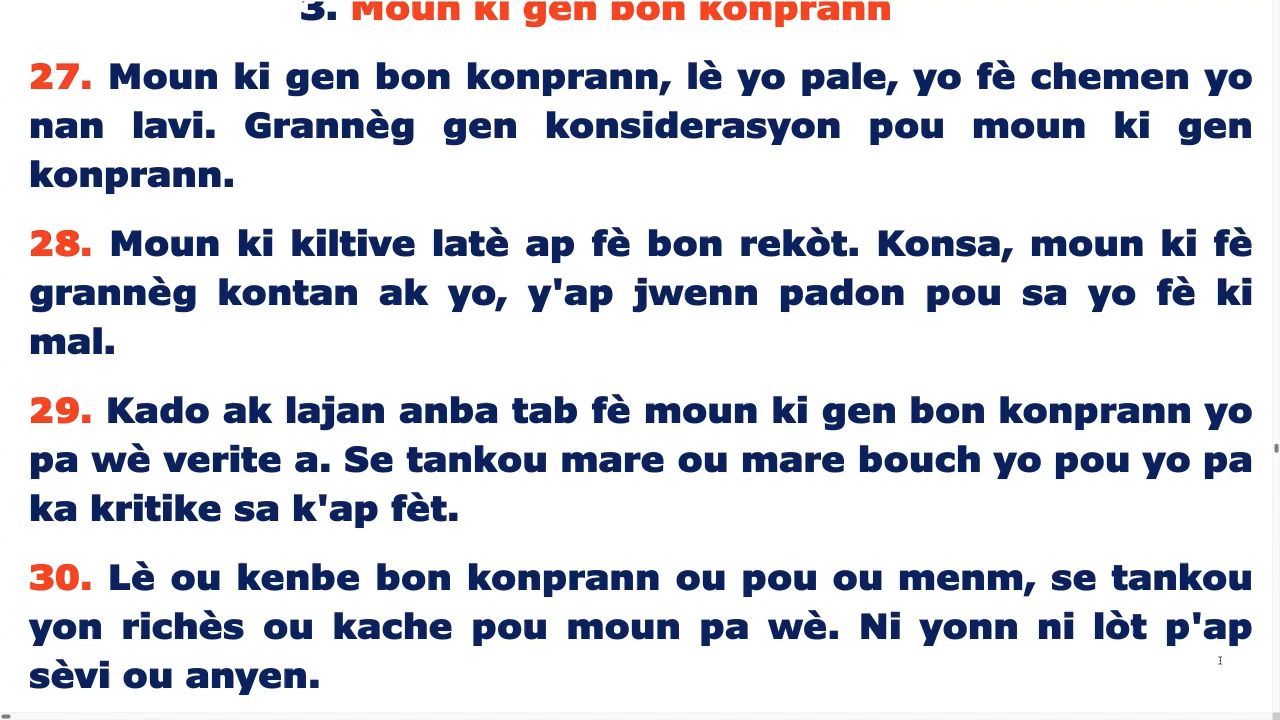 3. Moun ki gen bon konprann
27. Moun ki gen bon konprann, lè yo pale, yo fè chemen yo
nan lavi. Grannèg gen konsiderasyon pou moun ki gen
konprann.
28. Moun ki kiltive latè ap fè bon rekòt. Konsa, moun ki fè
grannèg kontan ak yo, y'ap jwenn padon pou sa yo fè ki
mal.
29. Kado ak lajan anba tab fè moun ki gen bon konprann yo
pa wè verite a. Se tankou mare ou mare bouch yo pou yo pa
ka kritike sa k'ap fèt.
30. Lè ou kenbe bon konprann ou pou ou menm, se tankou
yon richès ou kache pou moun pa wè. Ni yonn ni lòt p'ap
sèvi ou anyen.